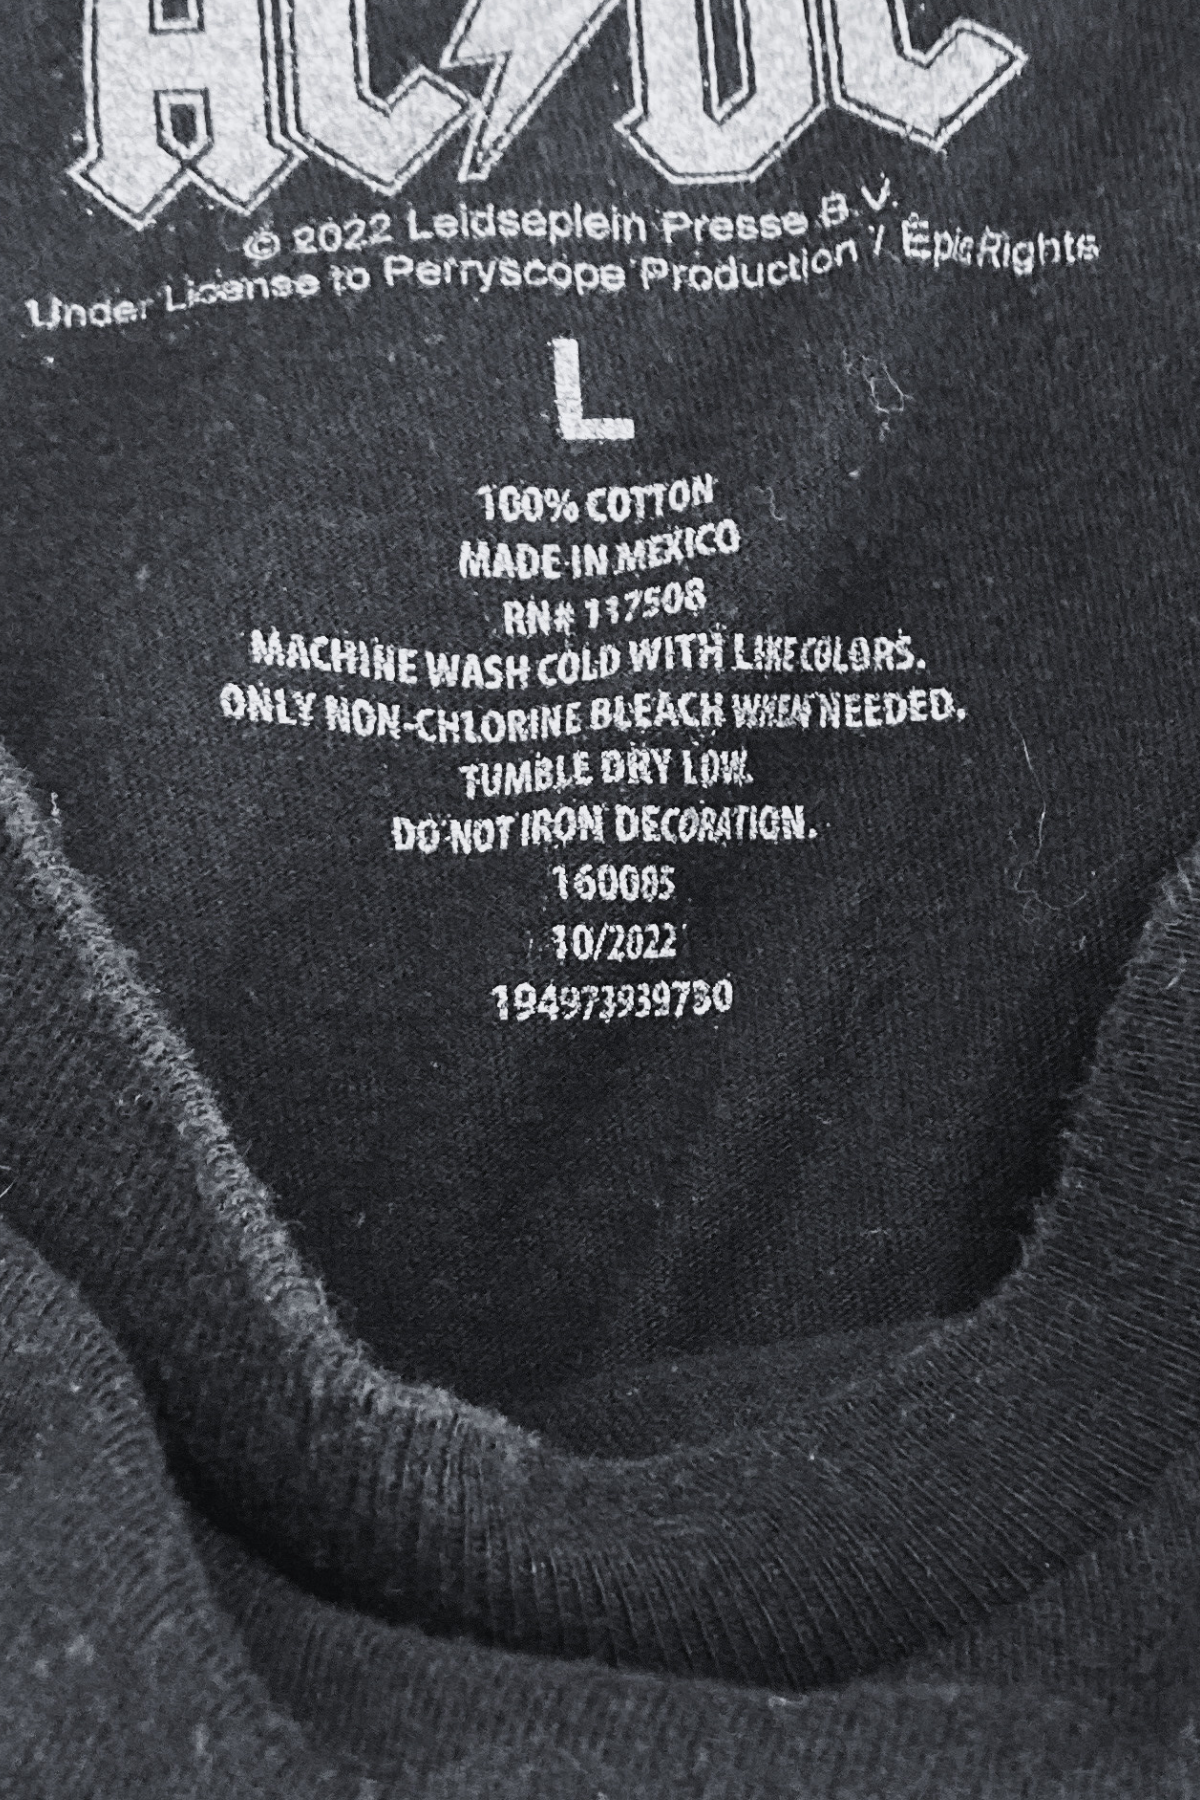 AC/DC
© 2022 Leidseplein Presse B.V.
Under License to Perryscope Production / Epic Rights
L
100% COTTON
MADE IN MEXICO
RN# 117508
MACHINE WASH COLD WITH LIKE COLORS.
ONLY NON-CHLORINE BLEACH WHEN NEEDED.
TUMBLE DRY LOW.
DO NOT IRON DECORATION.
160085
10/2022
194973939780